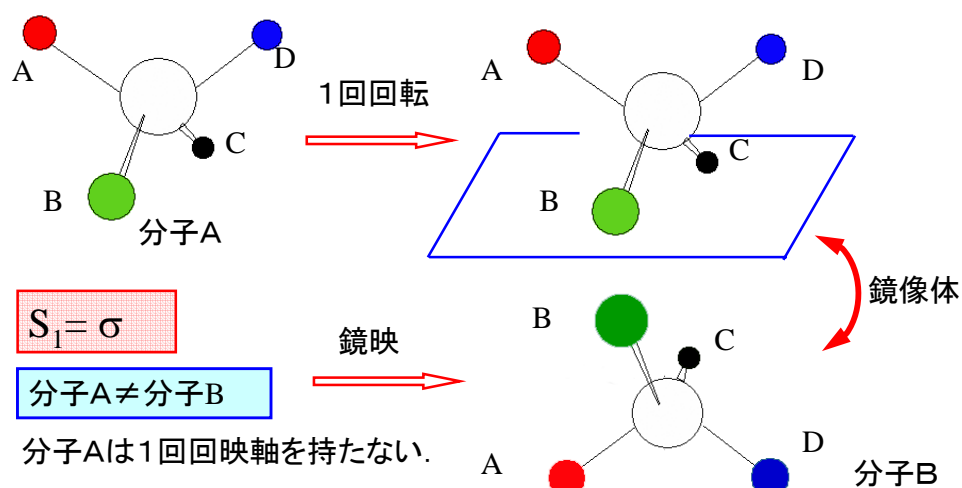 A
D
C
B
分子A
1回回転
A
D
C
B
鏡像体
S1= σ
分子A≠分子B
分子Aは1回回映軸を持たない.
鏡映
B
C
A
D
分子B